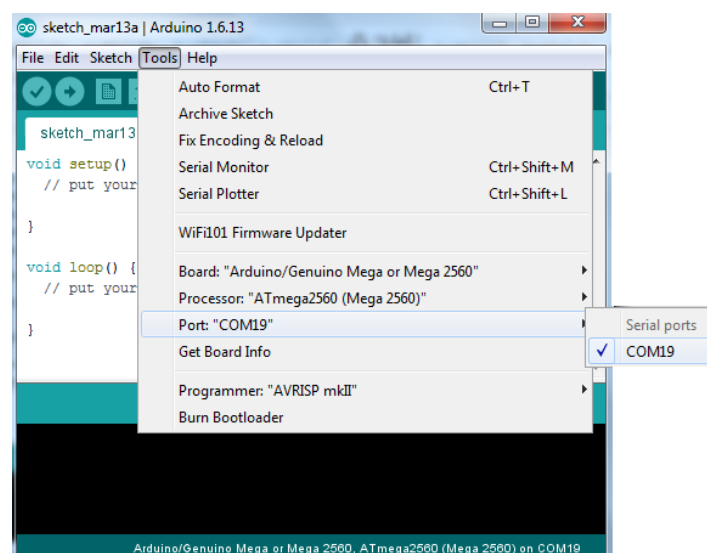 sketch_mar13a | Arduino 1.6.13
File Edit Sketch Tools Help
Auto Format Ctrl+T
Archive Sketch
sketch_mar13
Fix Encoding & Reload
void setup()
Serial Monitor Ctrl+Shift+M
// put your
Serial Plotter Ctrl+Shift+L
}
WiFi101 Firmware Updater
void loop() {
Board: "Arduino/Genuino Mega or Mega 2560"
// put your
Processor: "ATmega2560 (Mega 2560)"
}
Port: "COM19"
Serial ports
Get Board Info
COM19
Programmer: "AVRISP mkII"
Burn Bootloader
Arduino/Genuino Mega or Mega 2560, ATmega2560 (Mega 2560) on COM19